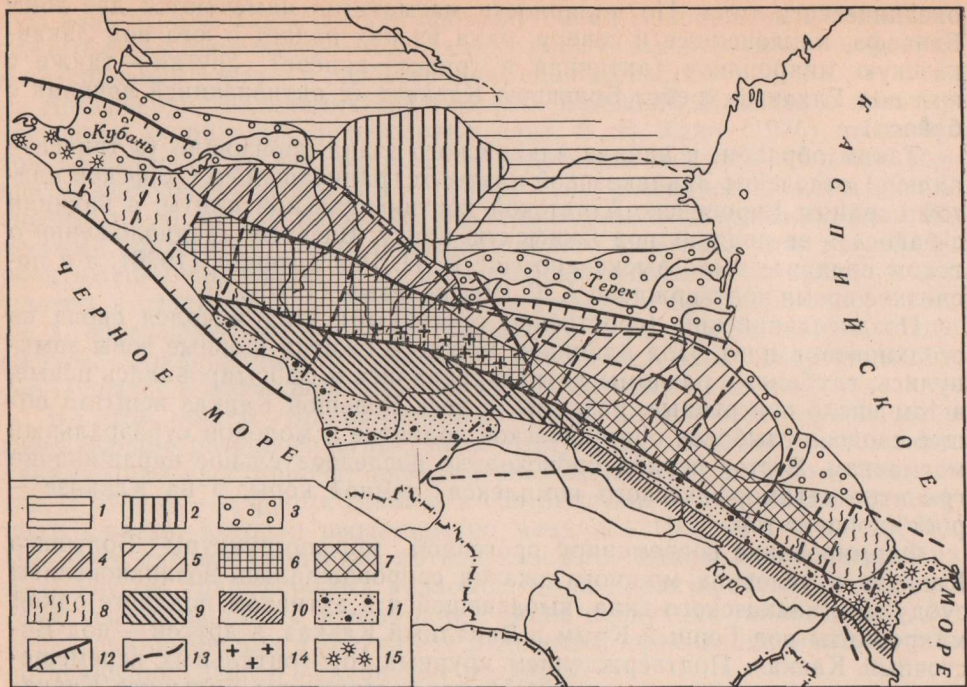 Кубань
Терек
Кура
ЧЕРНОЕ
МОРЕ
КАСПИЙСКОЕ
МОРЕ
1 2 3
4 5 6 7
8 9 10 11
12 13 14 15